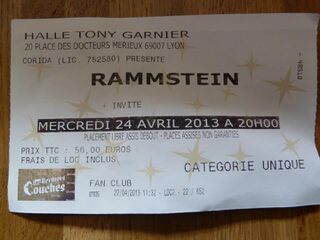 HALLE TONY GARNIER
20 PLACE DES DOCTEURS MERIEUX 69007 LYON
CORIDA (LIC. 752580) PRESENTE
RAMMSTEIN
+ INVITE
MERCREDI 24 AVRIL 2013 A 20H00
PLACEMENT LIBRE ASSIS DEBOUT - PLACES ASSISES NON GARANTIES
PRIX TTC : 56,00 EUROS
FRAIS DE LOC INCLUS
CATEGORIE UNIQUE
Couches
FAN CLUB